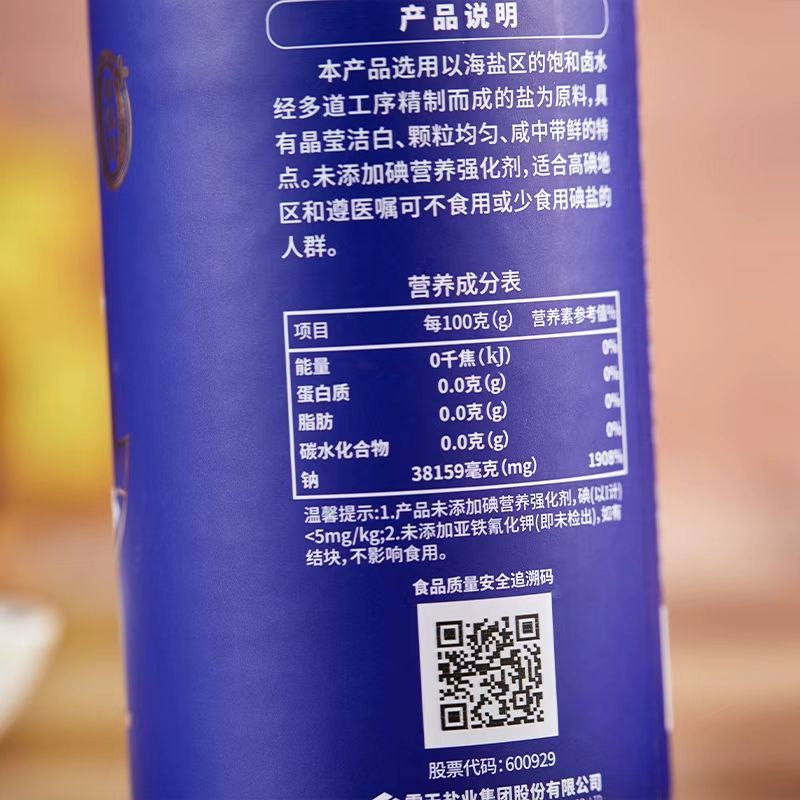 产品说明
本产品选用以海盐区的饱和卤水
经多道工序精制而成的盐为原料,具
有晶莹洁白、颗粒均匀、咸中带鲜的特
点。未添加碘营养强化剂,适合高碘地
区和遵医嘱可不食用或少食用碘盐的
人群。
营养成分表
项目 每100克(g) 营养素参考值%
能量 0千焦(kJ) 0%
蛋白质 0.0克(g) 0%
脂肪 0.0克(g) 0%
碳水化合物 0.0克(g) 0%
钠 38159毫克(mg) 1908%
温馨提示:1.产品未添加碘营养强化剂,碘(以I计)
<5mg/kg;2.未添加亚铁氰化钾(即未检出),如有
结块,不影响食用。
食品质量安全追溯码
股票代码:600929
盐业集团股份有限公司